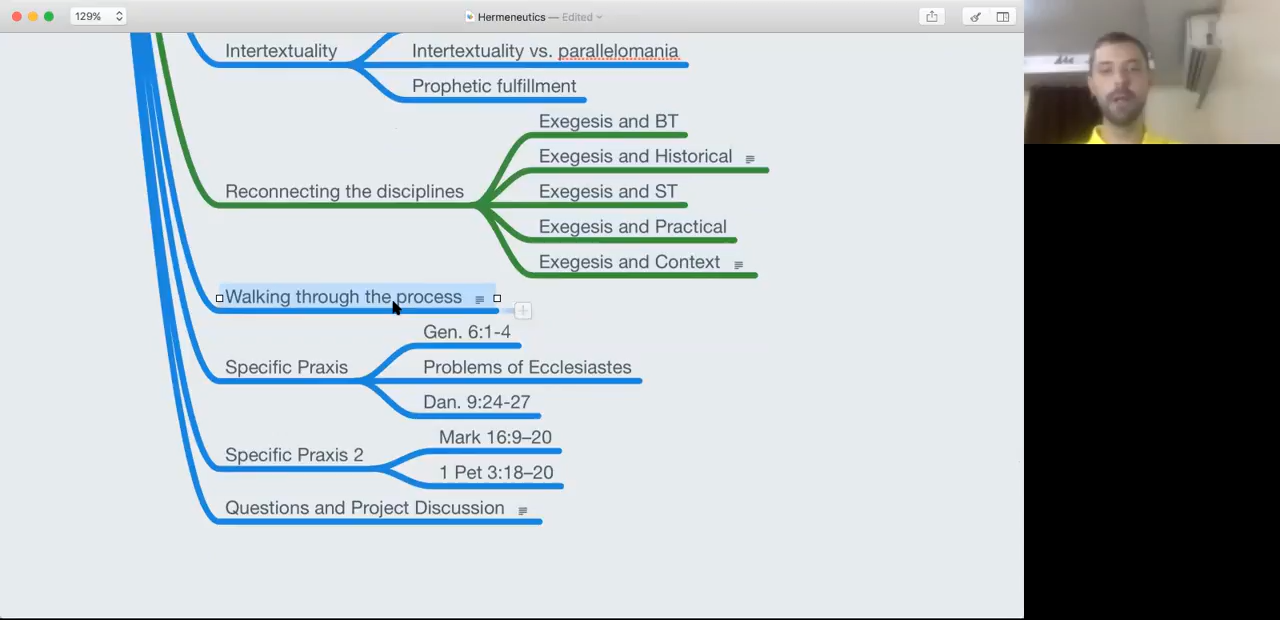 129%
Hermeneutics — Edited
Intertextuality
Intertextuality vs. parallelomania
Prophetic fulfillment
Reconnecting the disciplines
Exegesis and BT
Exegesis and Historical
Exegesis and ST
Exegesis and Practical
Exegesis and Context
Walking through the process
Specific Praxis
Gen. 6:1-4
Problems of Ecclesiastes
Dan. 9:24-27
Specific Praxis 2
Mark 16:9–20
1 Pet 3:18–20
Questions and Project Discussion